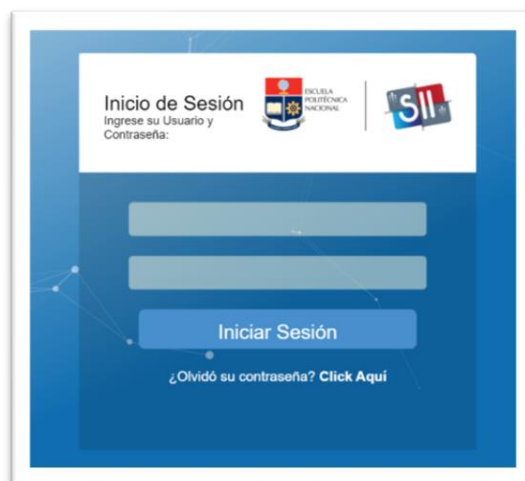 Inicio de Sesión
Ingrese su Usuario y
Contraseña:
ESCUELA
POLITÉCNICA
NACIONAL
SII
Iniciar Sesión
¿Olvidó su contraseña? Click Aquí